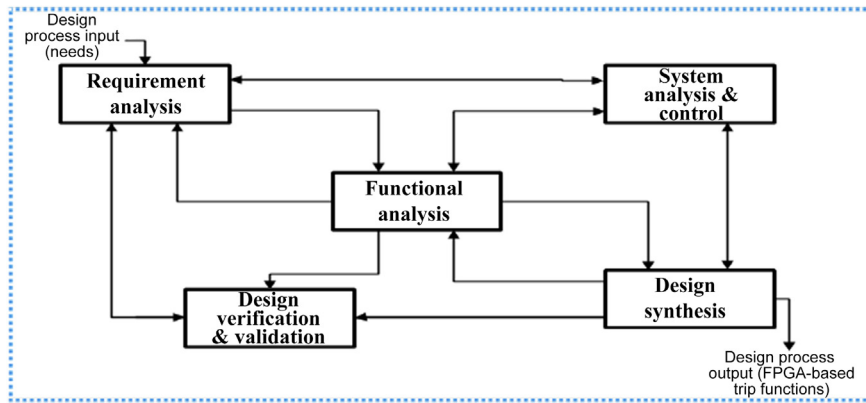 Design
process input
(needs)
Requirement
analysis
System
analysis &
control
Functional
analysis
Design
verification
& validation
Design
synthesis
Design process
output (FPGA-based
trip functions)